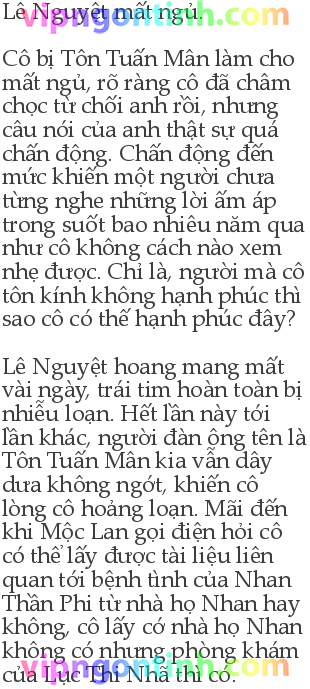 Lê Nguyệt mất ngủ.
vipngontinh.com
Cô bị Tôn Tuấn Mân làm cho
mất ngủ, rõ ràng cô đã châm
chọc từ chối anh rồi, nhưng
câu nói của anh thật sự quá
chấn động. Chấn động đến
mức khiến một người chưa
từng nghe những lời ấm áp
trong suốt bao nhiêu năm qua
như cô không cách nào xem
nhẹ được. Chỉ là, người mà cô
tôn kính không hạnh phúc thì
sao cô có thể hạnh phúc đây?
Lê Nguyệt hoang mang mất
vài ngày, trái tim hoàn toàn bị
nhiễu loạn. Hết lần này tới
lần khác, người đàn ông tên là
Tôn Tuấn Mân kia vẫn dây
dưa không ngớt, khiến cô
lòng cô hoảng loạn. Mãi đến
khi Mộc Lan gọi điện hỏi cô
có thể lấy được tài liệu liên
quan tới bệnh tình của Nhan
Thần Phi từ nhà họ Nhan hay
không, cô lấy cớ nhà họ Nhan
không có nhưng phòng khám
của Lục Thi Nhã thì có.
vipngontinh.com